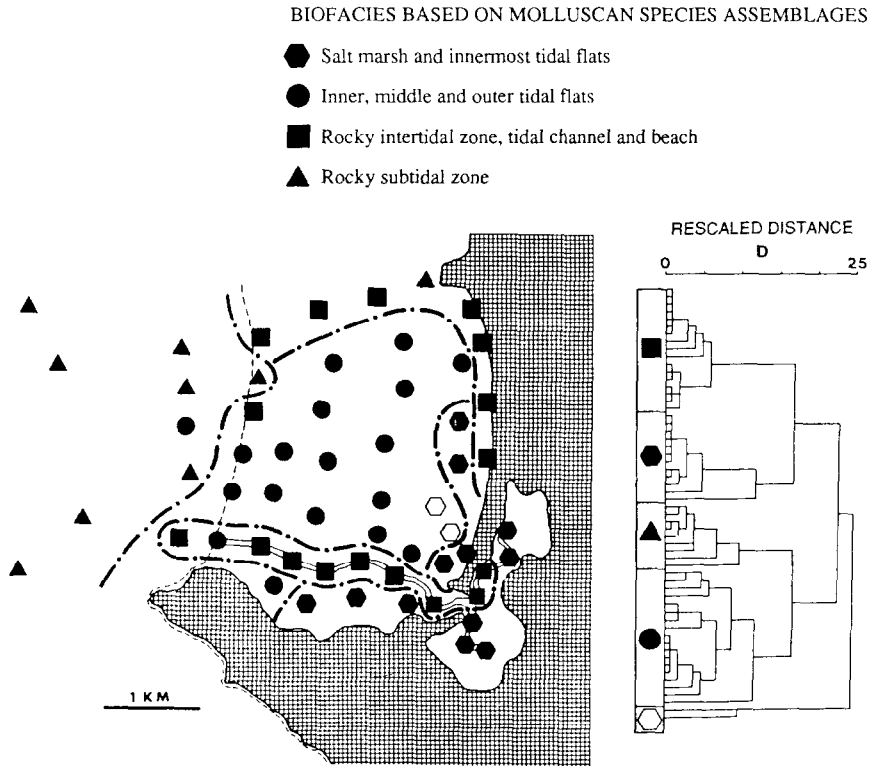 BIOFACIES BASED ON MOLLUSCAN SPECIES ASSEMBLAGES
Salt marsh and innermost tidal flats
Inner, middle and outer tidal flats
Rocky intertidal zone, tidal channel and beach
Rocky subtidal zone
RESCALED DISTANCE
D
0 25
1 KM